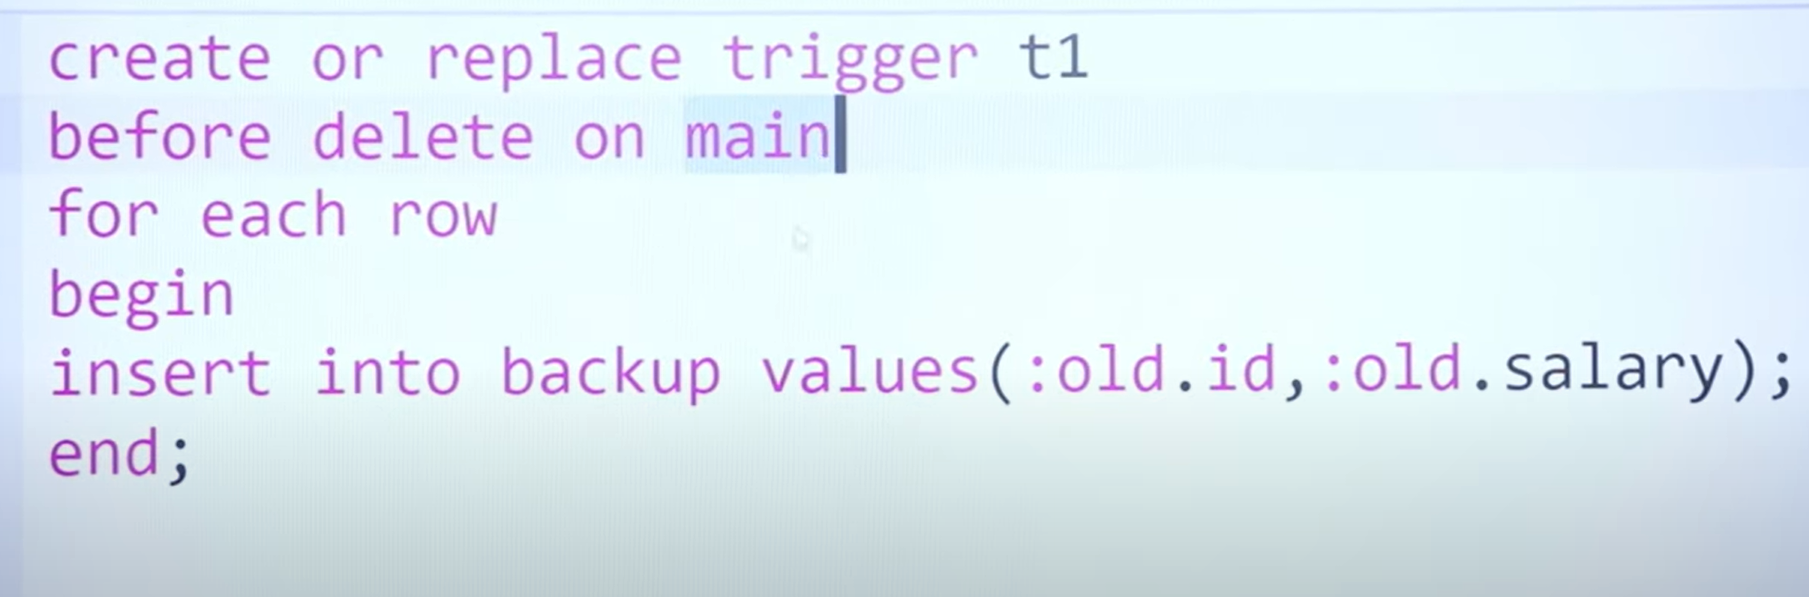 create or replace trigger t1
before delete on main
for each row
begin
insert into backup values(:old.id,:old.salary);
end;